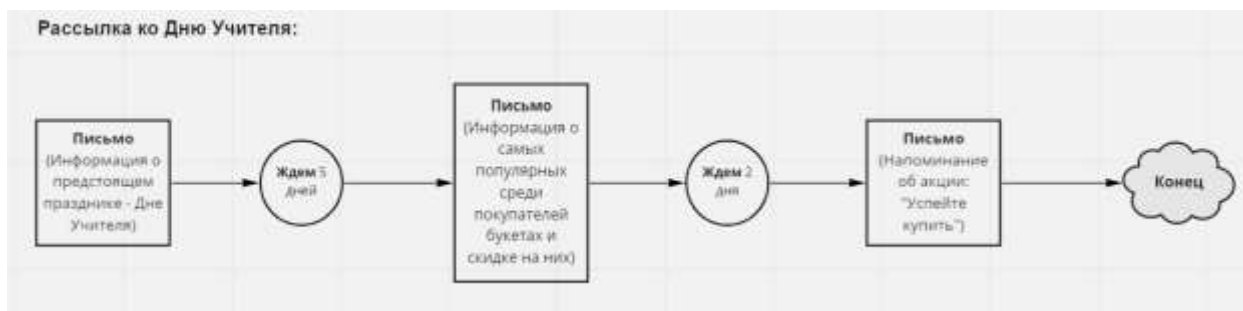 Рассылка ко Дню Учителя:
Письмо
(Информация о
предстоящем
празднике - Дне
Учителя)
Ждем 5
дней
Письмо
(Информация о
самых
популярных
среди
покупателей
букетах и
скидке на них)
Ждем 2
дня
Письмо
(Напоминание
об акции:
"Успейте
купить")
Конец